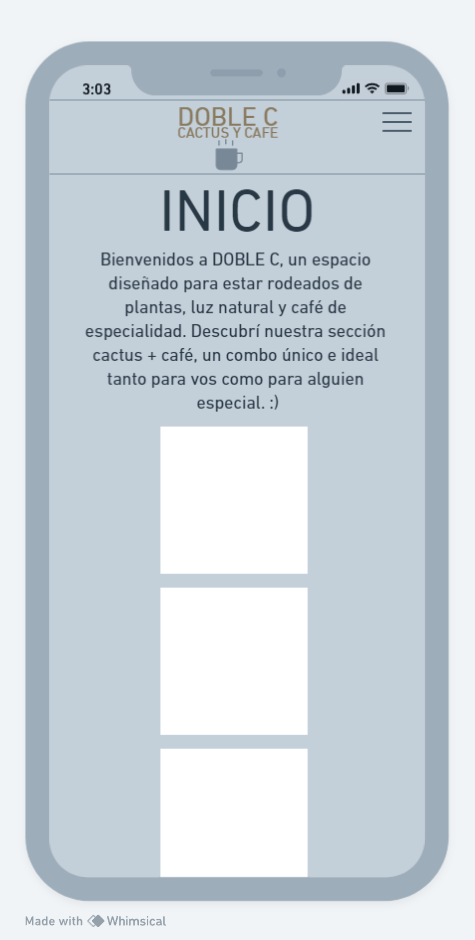 3:03
DOBLE C
CACTUS Y CAFE
INICIO
Bienvenidos a DOBLE C, un espacio
diseñado para estar rodeados de
plantas, luz natural y café de
especialidad. Descubrí nuestra sección
cactus + café, un combo único e ideal
tanto para vos como para alguien
especial. :)
Made with Whimsical